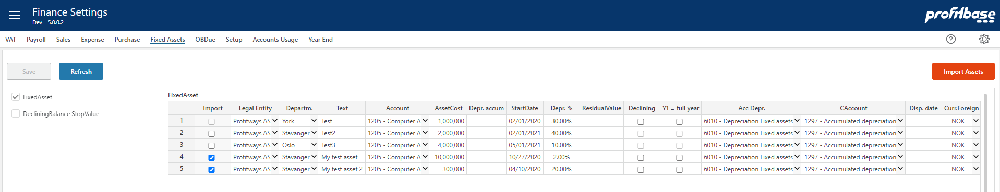 Finance Settings
Dev - 5.0.0.2
profitbase
VAT Payroll Sales Expense Purchase Fixed Assets OBDue Setup Accounts Usage Year End
Save Refresh Import Assets
FixedAsset
DecliningBalance StopValue
FixedAsset
Import Legal Entity Departm. Text Account AssetCost Depr. accum StartDate Depr. % ResidualValue Declining Y1 = full year Acc Depr. CAccount Disp. date Curr.Foreign
1 Profitways AS York Test 1205 - Computer A 1,000,000 02/01/2020 30.00% 6010 - Depreciation Fixed assets 1297 - Accumulated depreciation NOK
2 Profitways AS Stavanger Test2 1205 - Computer A 2,000,000 02/01/2021 40.00% 6010 - Depreciation Fixed assets 1297 - Accumulated depreciation NOK
3 Profitways AS Oslo Test3 1205 - Computer A 4,000,000 05/01/2021 10.00% 6010 - Depreciation Fixed assets 1297 - Accumulated depreciation NOK
4 Profitways AS Stavanger My test asset 1205 - Computer A 10,000,000 10/27/2020 2.00% 6010 - Depreciation Fixed assets 1297 - Accumulated depreciation NOK
5 Profitways AS Stavanger My test asset 2 1205 - Computer A 300,000 04/10/2020 20.00% 6010 - Depreciation Fixed assets 1297 - Accumulated depreciation NOK